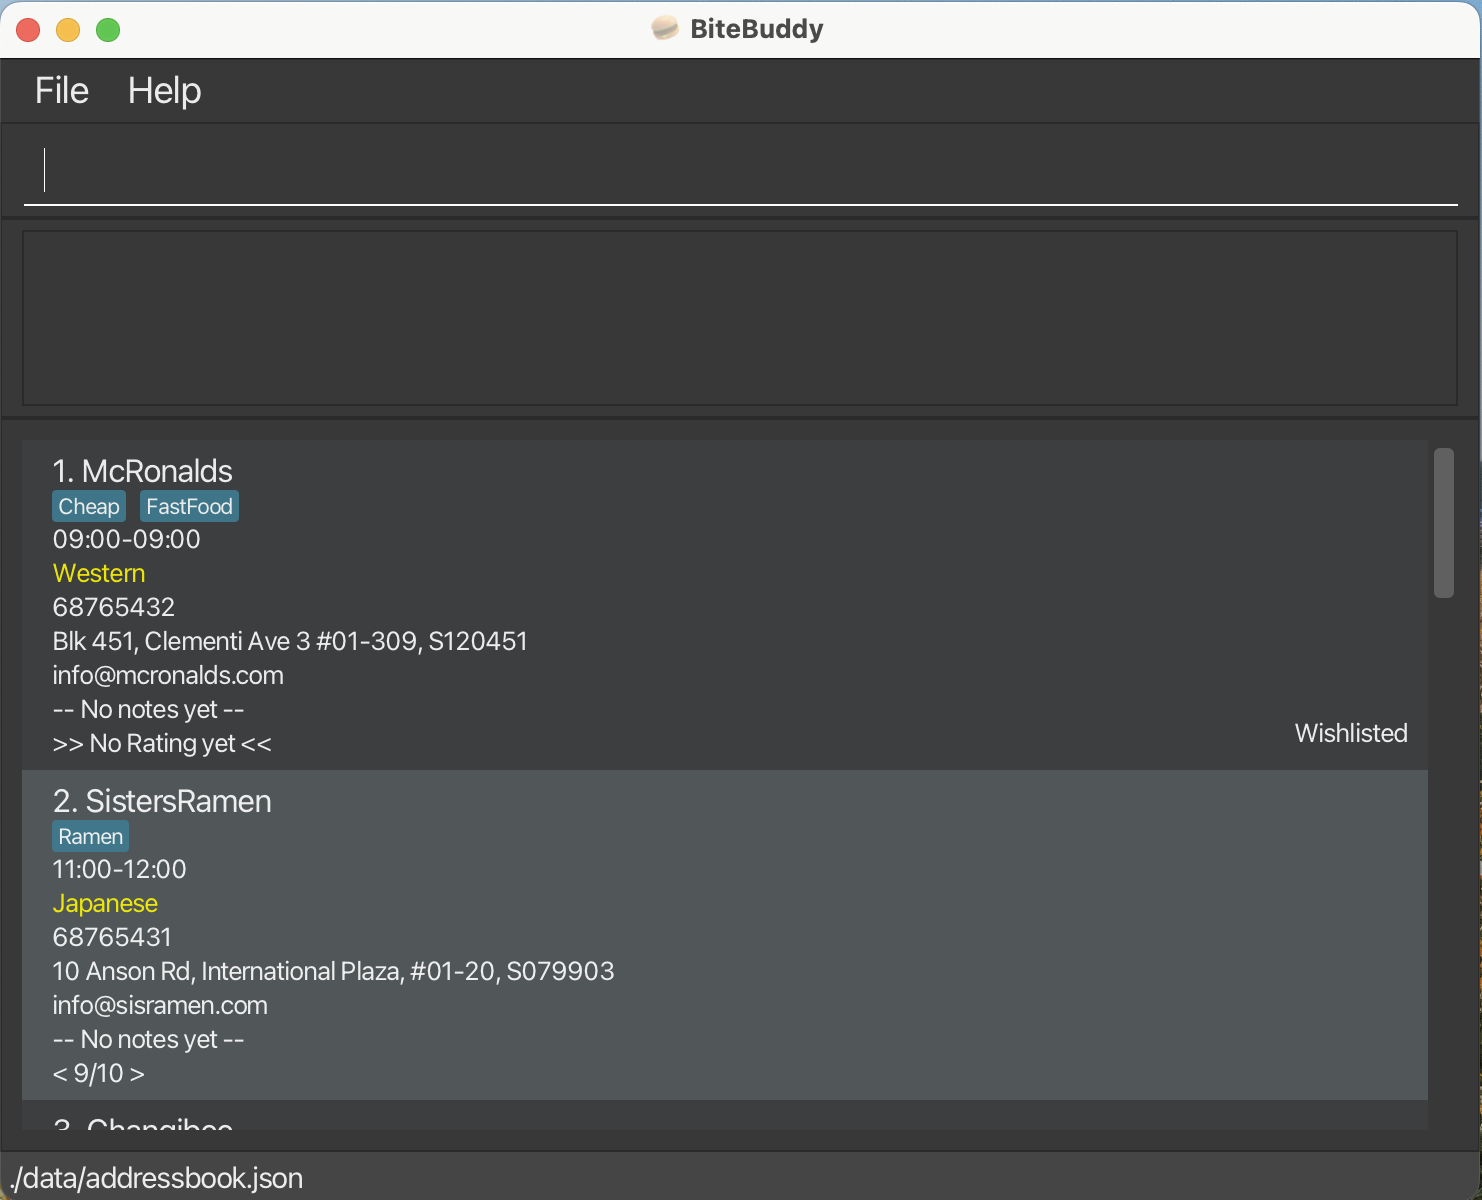 BiteBuddy
File Help
1. McRonalds
Cheap FastFood
09:00-09:00
Western
68765432
Blk 451, Clementi Ave 3 #01-309, S120451
info@mcronalds.com
-- No notes yet --
>> No Rating yet <<
Wishlisted
2. SistersRamen
Ramen
11:00-12:00
Japanese
68765431
10 Anson Rd, International Plaza, #01-20, S079903
info@sisramen.com
-- No notes yet --
< 9/10 >
./data/addressbook.json